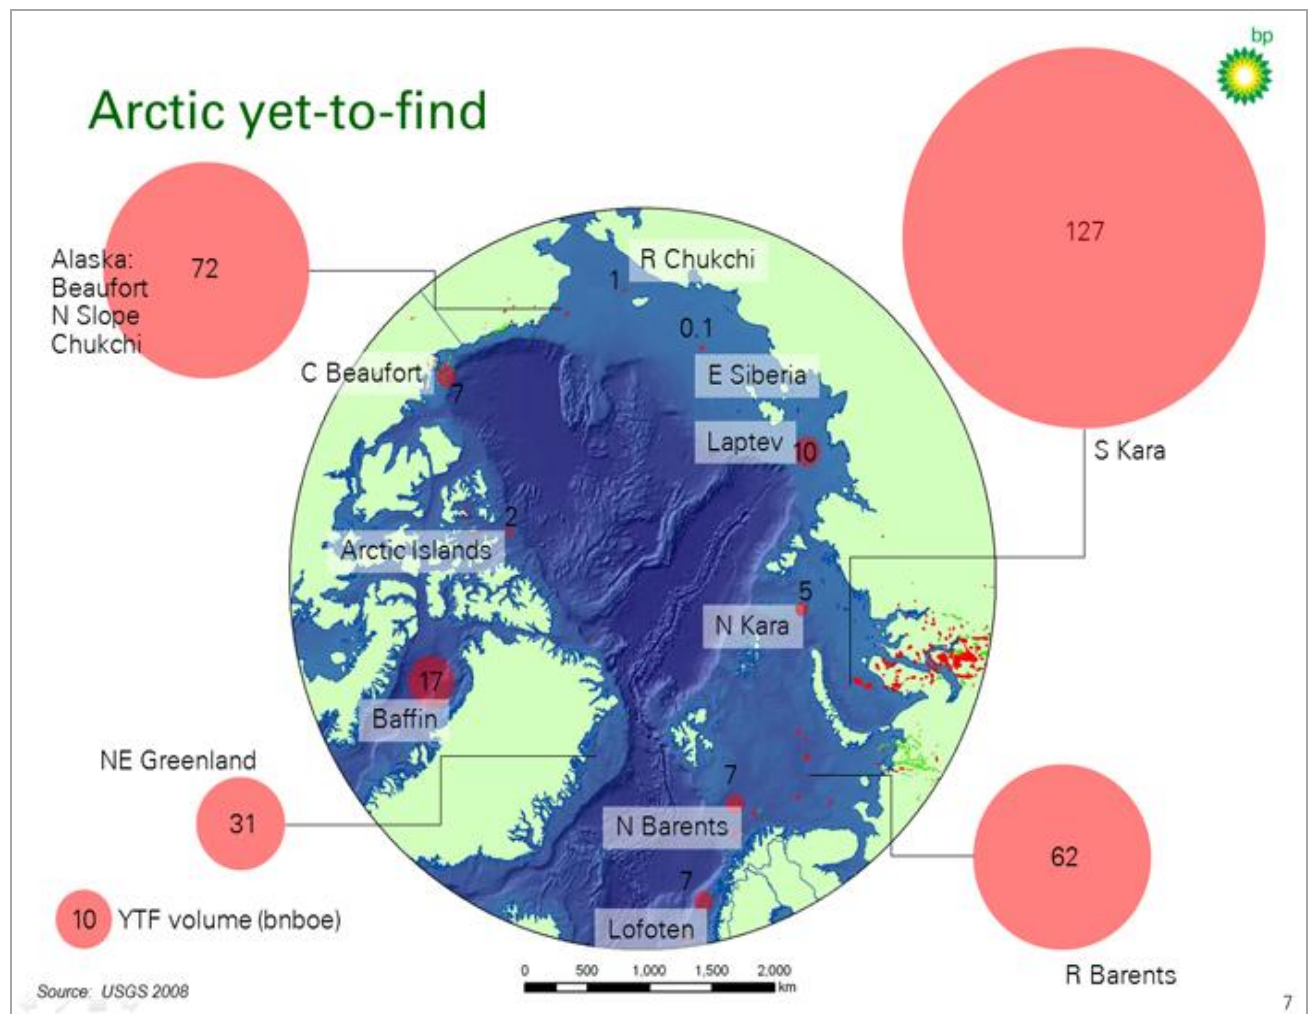 bp
Arctic yet-to-find
127
Alaska:
Beaufort
N Slope
Chukchi
72
R Chukchi
1
0.1
C Beaufort
7
E Siberia
Laptev
10
S Kara
2
Arctic Islands
5
N Kara
17
Baffin
NE Greenland
31
7
N Barents
62
7
Lofoten
10 YTF volume (bnboe)
0 500 1,000 1,500 2,000
km
R Barents
Source: USGS 2008
7